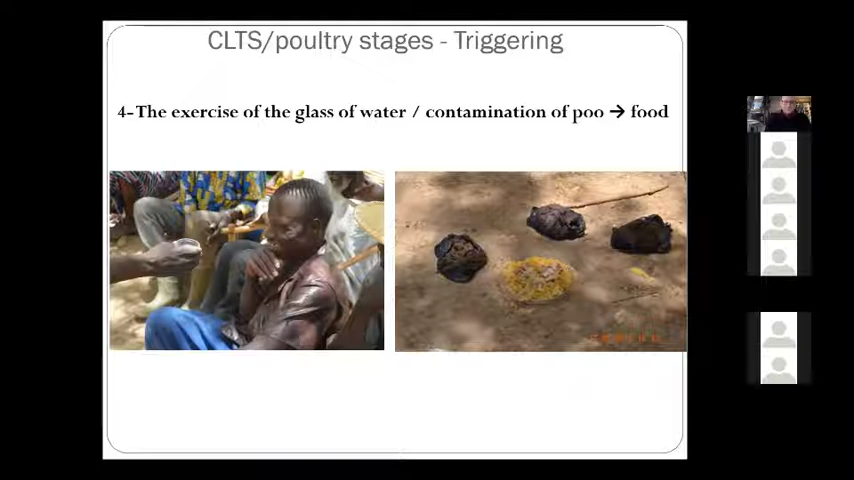 CLTS/poultry stages - Triggering
4-The exercise of the glass of water / contamination of poo → food